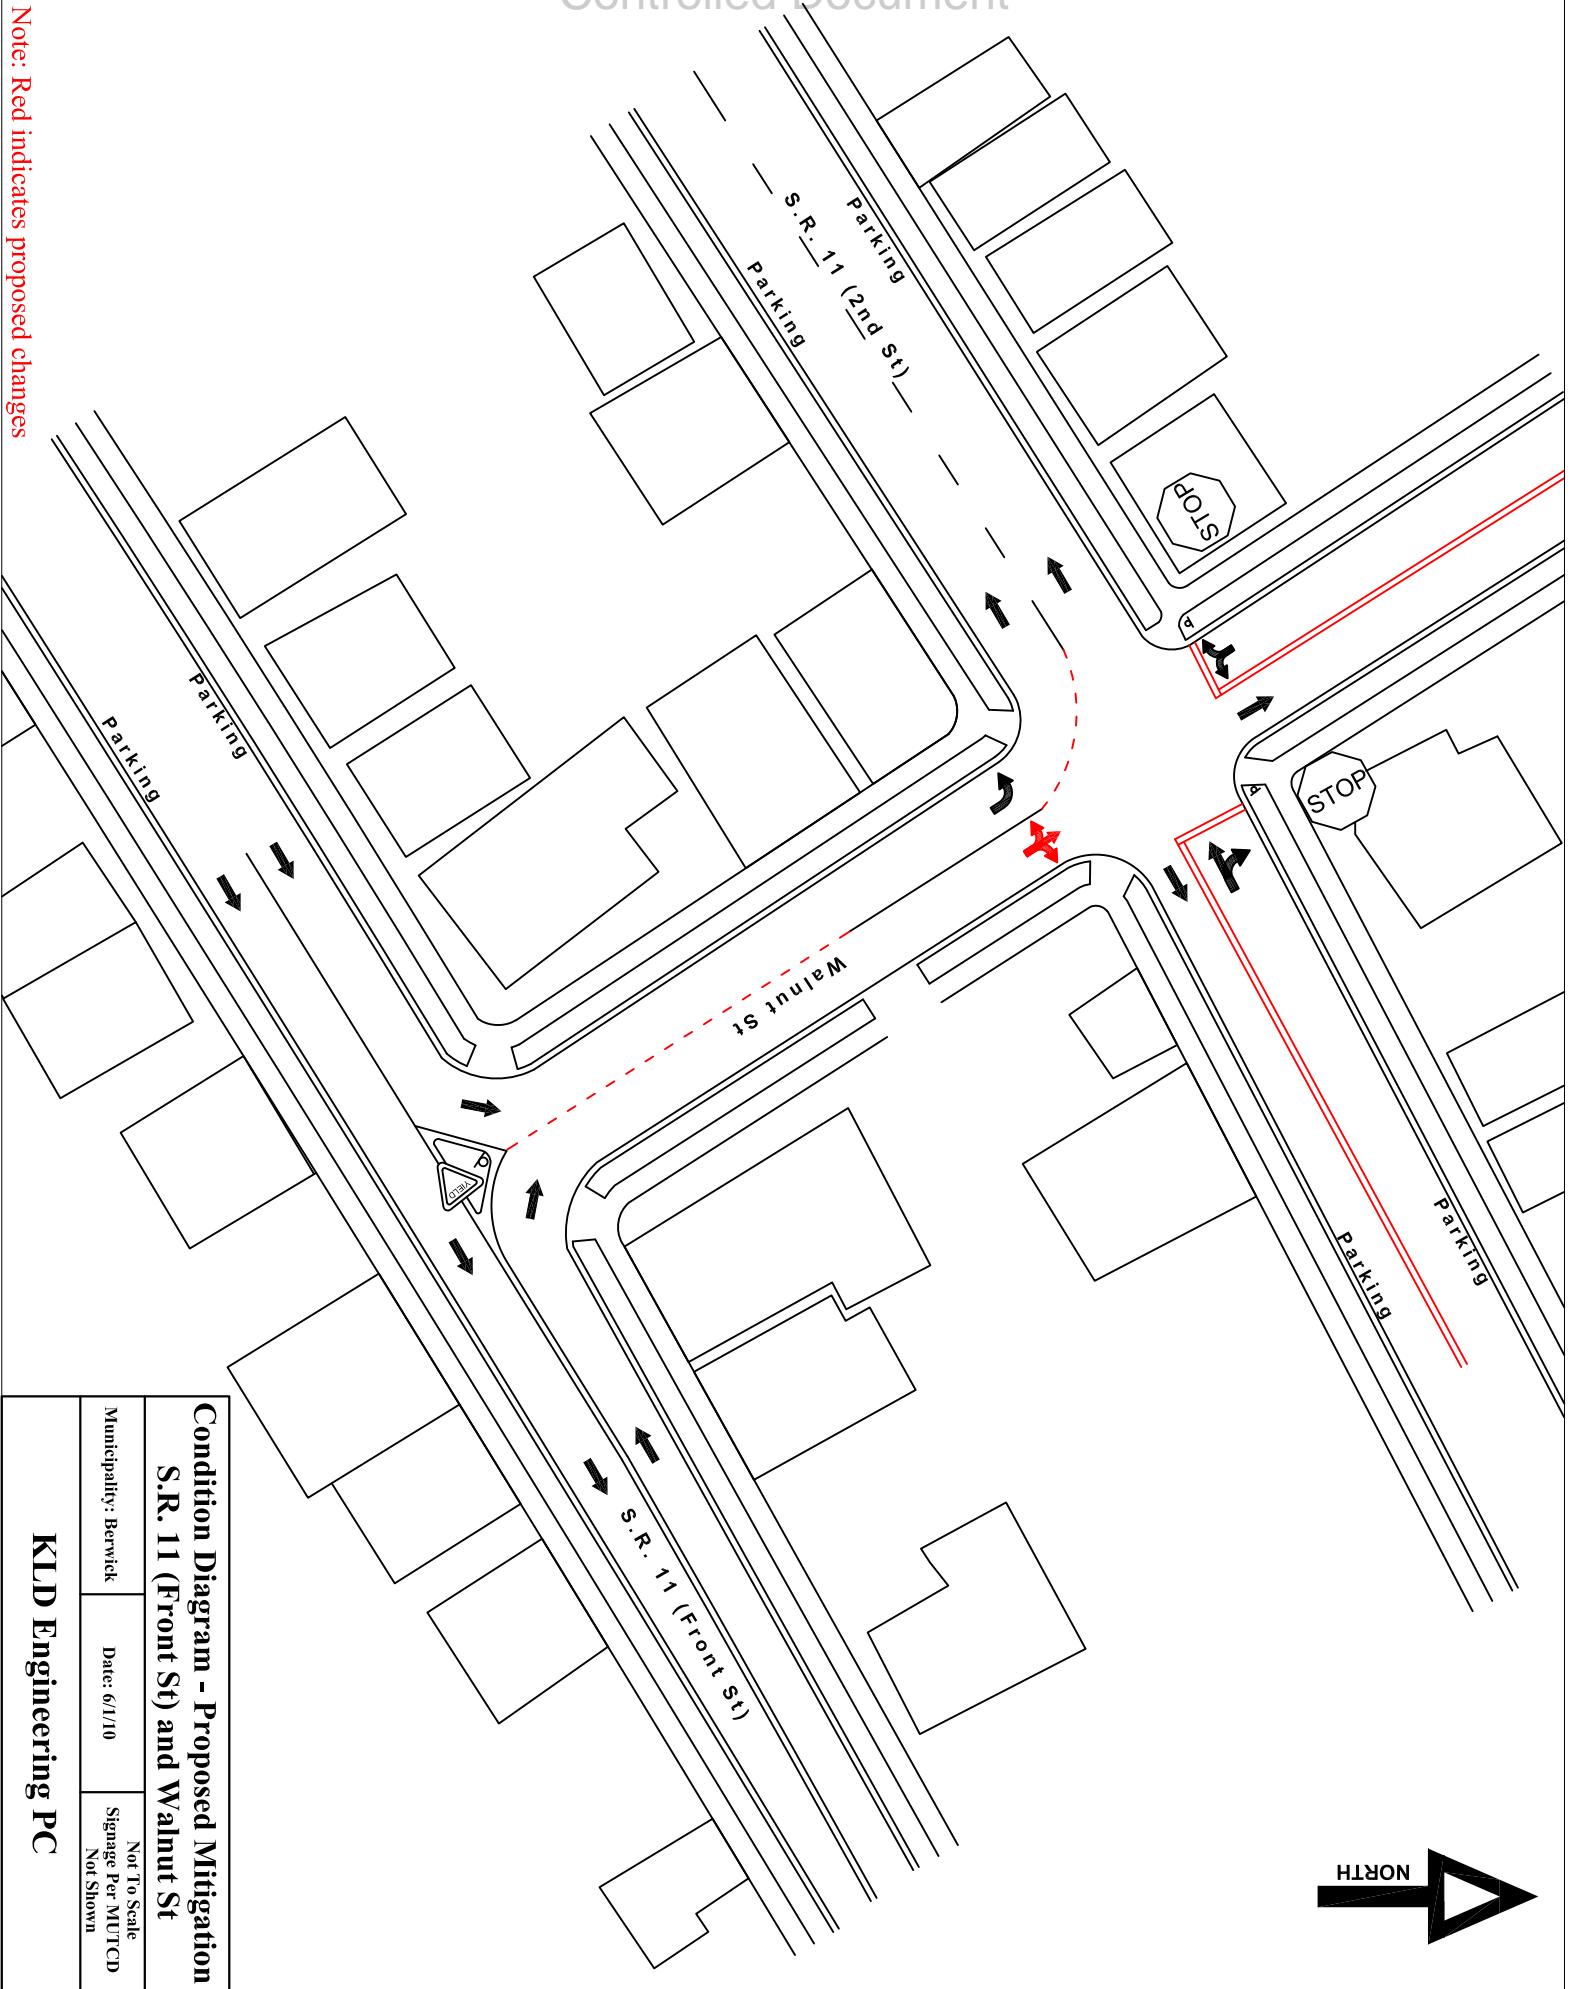 Controlled Document
Note: Red indicates proposed changes
Parking
S.R. 11 (2nd St)
Parking
STOP
STOP
Parking
Parking
Walnut St
YIELD
Parking
Parking
S.R. 11 (Front St)
NORTH
Condition Diagram - Proposed Mitigation
S.R. 11 (Front St) and Walnut St
Municipality: Berwick
Date: 6/1/10
Not To Scale
Signage Per MUTCD
Not Shown
KLD Engineering PC